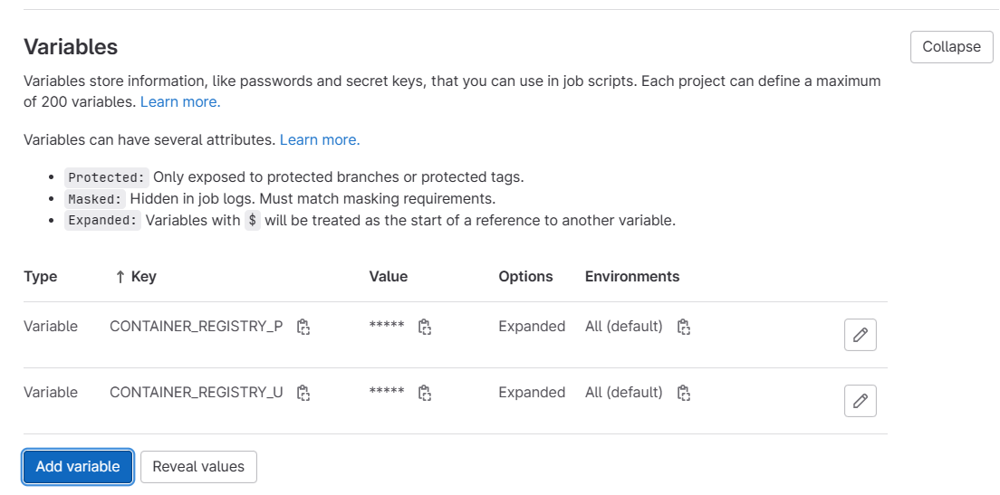 Variables
Collapse
Variables store information, like passwords and secret keys, that you can use in job scripts. Each project can define a maximum
of 200 variables. Learn more.
Variables can have several attributes. Learn more.
• Protected: Only exposed to protected branches or protected tags.
• Masked: Hidden in job logs. Must match masking requirements.
• Expanded: Variables with $ will be treated as the start of a reference to another variable.
Type ↑ Key Value Options Environments
Variable CONTAINER_REGISTRY_P ***** Expanded All (default)
Variable CONTAINER_REGISTRY_U ***** Expanded All (default)
Add variable Reveal values